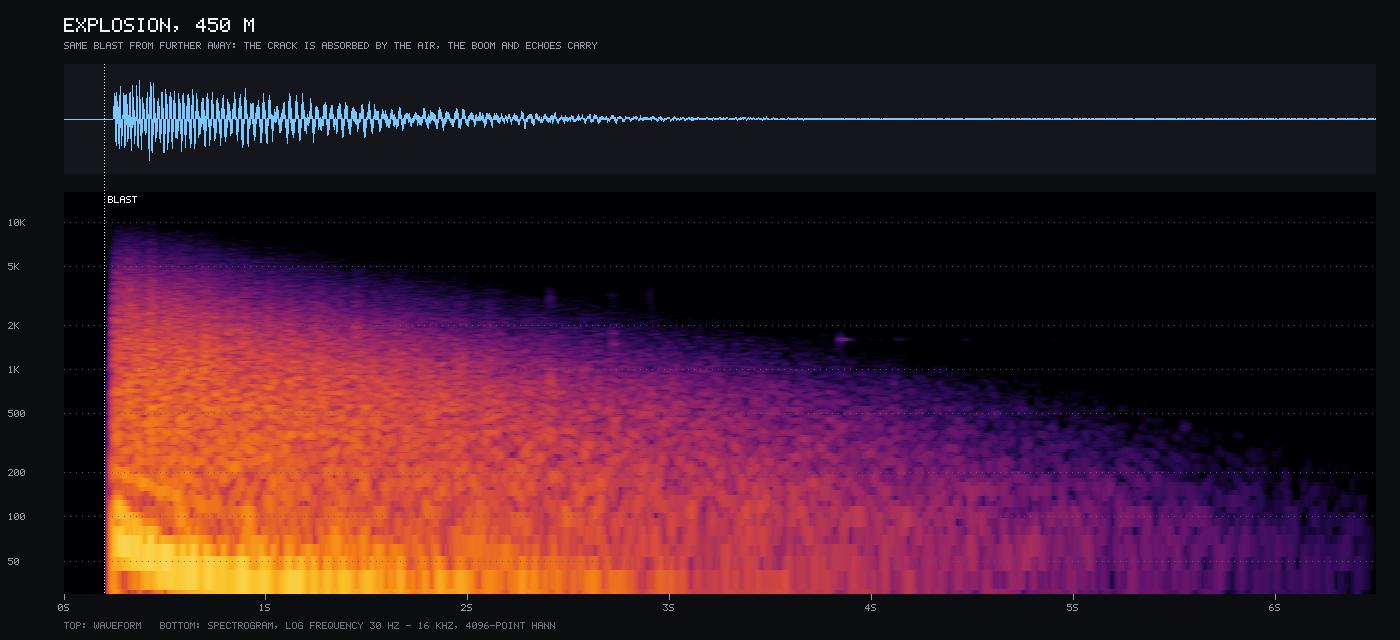 EXPLOSION, 450 M
SAME BLAST FROM FURTHER AWAY: THE CRACK IS ABSORBED BY THE AIR, THE BOOM AND ECHOES CARRY
BLAST
10K
5K
2K
1K
500
200
100
50
0S 1S 2S 3S 4S 5S 6S
TOP: WAVEFORM BOTTOM: SPECTROGRAM, LOG FREQUENCY 30 HZ - 16 KHZ, 4096-POINT HANN